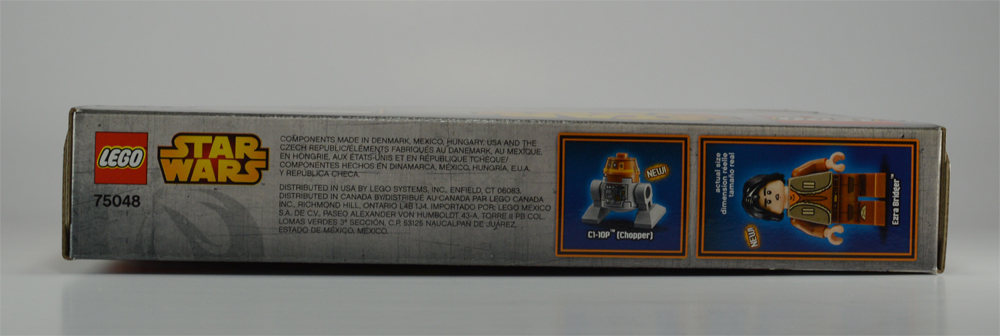 LEGO
STAR
WARS
75048
COMPONENTS MADE IN DENMARK, MEXICO, HUNGARY, USA AND THE
CZECH REPUBLIC/ELEMENTS FABRIQUÉS AU DANEMARK, AU MEXIQUE,
EN HONGRIE, AUX ÉTATS-UNIS ET EN RÉPUBLIQUE TCHÈQUE/
COMPONENTES HECHOS EN DINAMARCA, MÉXICO, HUNGRÍA, E.U.A.
Y REPÚBLICA CHECA.
DISTRIBUTED IN USA BY LEGO SYSTEMS, INC., ENFIELD, CT 06083.
DISTRIBUTED IN CANADA BY/DISTRIBUÉ AU CANADA PAR LEGO CANADA
INC., RICHMOND HILL, ONTARIO L4B 1J4. IMPORTADO POR: LEGO MÉXICO
S.A. DE C.V., PASEO ALEXANDER VON HUMBOLDT 43-A, TORRE 6 PB COL.
LOMAS VERDES 3ª SECCIÓN, C.P. 53125 NAUCALPAN DE JUÁREZ,
ESTADO DE MÉXICO, MÉXICO.
NEW!
C1-10P™ (Chopper)
actual size
dimension réelle
tamaño real
NEW!
Ezra Bridger™